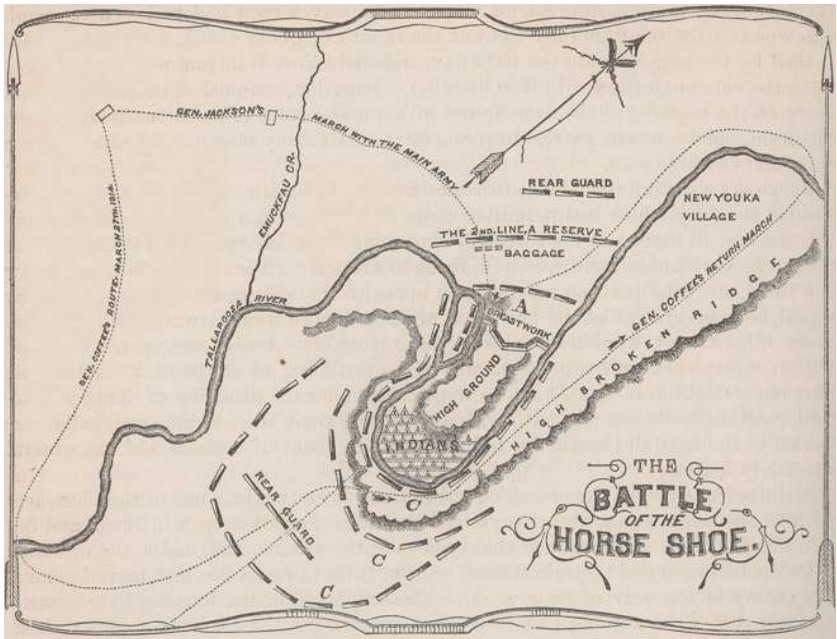 GEN. JACKSON'S
MARCH WITH THE MAIN ARMY
EMUCKFAU CR.
GEN. COFFEE'S ROUTE, MARCH 27TH. 1814.
TALLAPOOSA RIVER
REAR GUARD
NEW YOUKA
VILLAGE
THE 2ND. LINE, A RESERVE
BAGGAGE
A
BREASTWORK
GEN. COFFEE'S RETURN MARCH
HIGH BROKEN RIDGE
HIGH GROUND
INDIANS
REAR GUARD
C
C
C
THE
BATTLE
OF THE
HORSE SHOE.